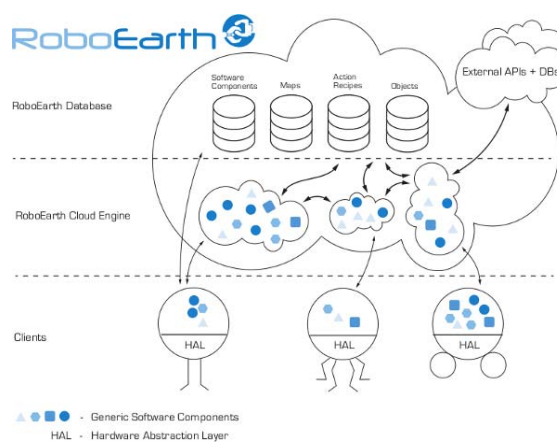 RoboEarth
External APIs + DBs
Software
Components
Maps
Action
Recipes
Objects
RoboEarth Database
RoboEarth Cloud Engine
Clients
HAL
HAL
HAL
- Generic Software Components
HAL - Hardware Abstraction Layer